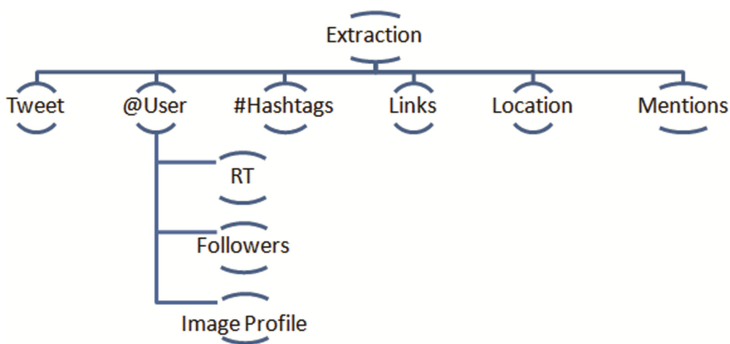 Extraction
Tweet @User #Hashtags Links Location Mentions
RT
Followers
Image Profile